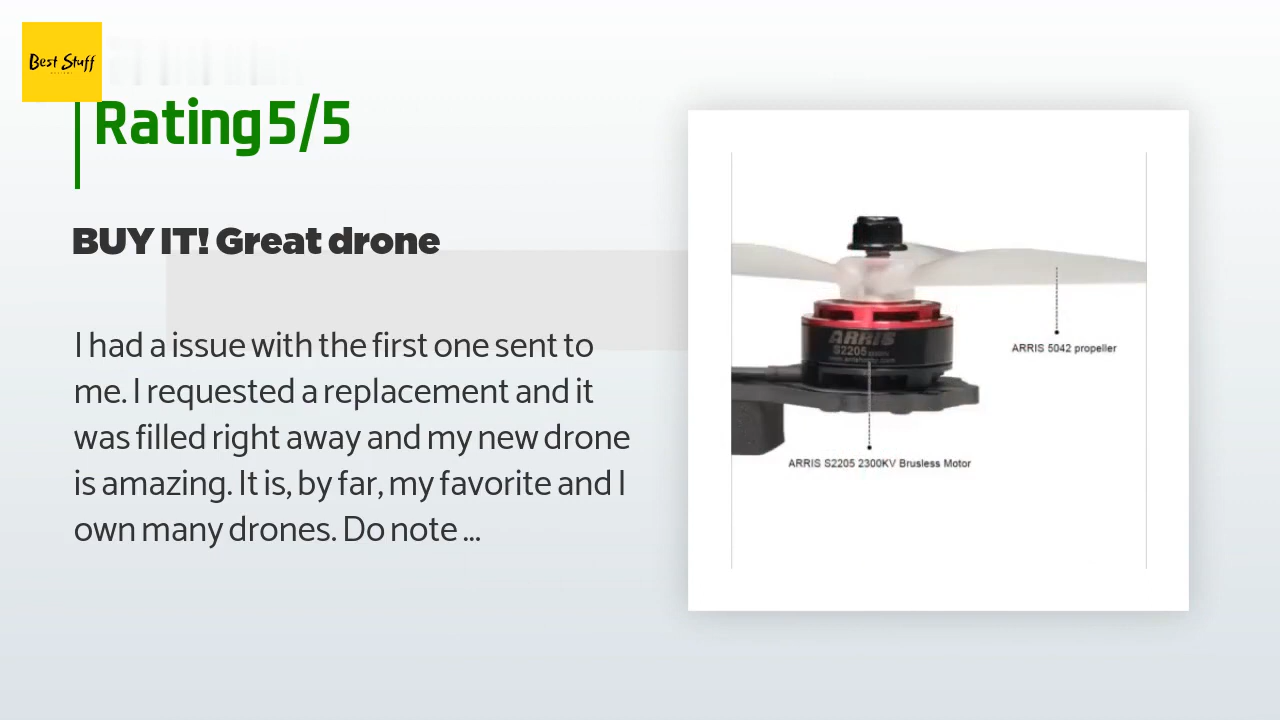 Best Stuff
Rating 5/5
BUY IT! Great drone
I had a issue with the first one sent to
me. I requested a replacement and it
was filled right away and my new drone
is amazing. It is, by far, my favorite and I
own many drones. Do note ...
ARRIS
S2205
ARRIS 5042 propeller
ARRIS S2205 2300KV Brusless Motor